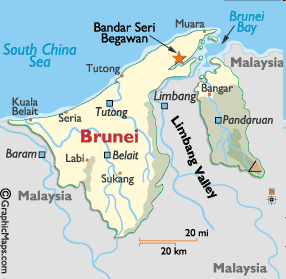 Bandar Seri
Begawan
Muara
Brunei
Bay
South China
Sea
Malaysia
Tutong
Bangar
Kuala
Belait
Seria
Tutong
Limbang
Pandaruan
Brunei
Limbang Valley
Baram
Labi
Belait
Sukang
Malaysia
Malaysia
20 mi
20 km
©GraphicMaps.com